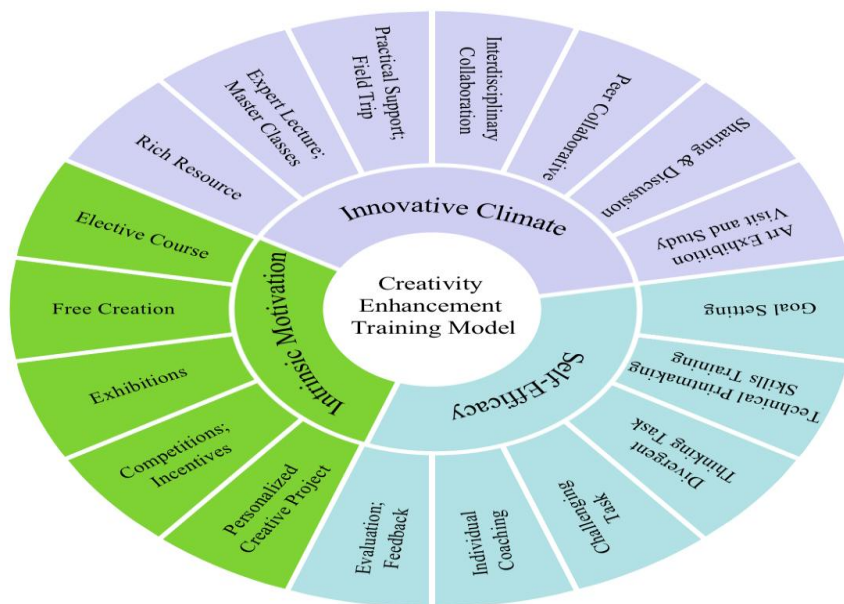 Creativity
Enhancement
Training Model
Innovative Climate
Rich Resource
Expert Lecture;
Master Classes
Practical Support;
Field Trip
Interdisciplinary
Collaboration
Peer Collaborative
Sharing & Discussion
Art Exhibition
Visit and Study
Self-Efficacy
Goal Setting
Technical Printmaking
Skills Training
Divergent
Thinking Task
Challenging
Task
Individual
Coaching
Evaluation;
Feedback
Intrinsic Motivation
Personalized
Creative Project
Competitions;
Incentives
Exhibitions
Free Creation
Elective Course